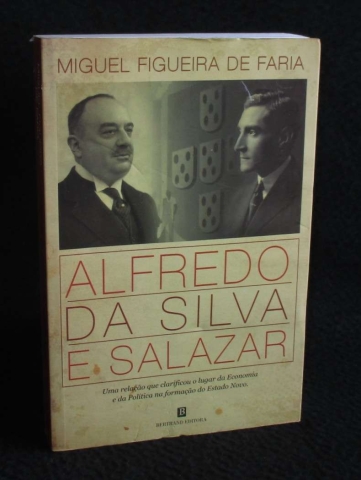 MIGUEL FIGUEIRA DE FARIA
ALFREDO
DA SILVA
E SALAZAR
Uma relação que clarificou o lugar da Economia
e da Política na formação do Estado Novo.
B
BERTRAND EDITORA